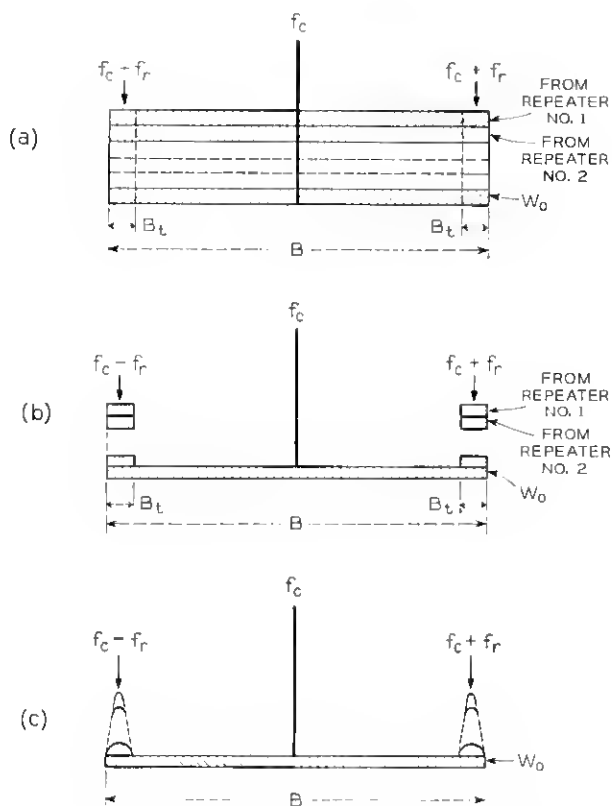 (a)
f_c
f_c - f_r
f_c + f_r
FROM
REPEATER
NO. 1
FROM
REPEATER
NO. 2
W_0
B_t
B_t
B
(b)
f_c
f_c - f_r
f_c + f_r
FROM
REPEATER
NO. 1
FROM
REPEATER
NO. 2
W_0
B_t
B_t
B
(c)
f_c
f_c - f_r
f_c + f_r
W_0
B